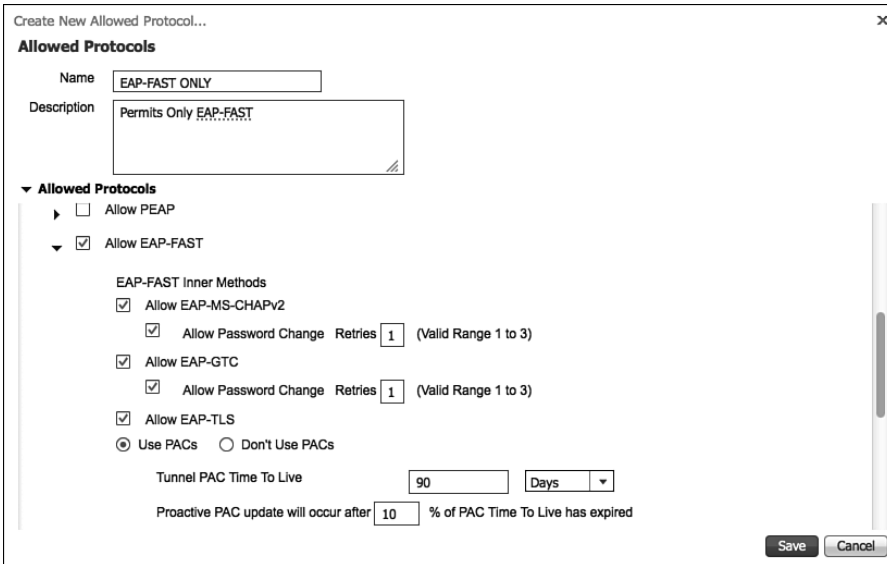 Create New Allowed Protocol...
Allowed Protocols
Name EAP-FAST ONLY
Description Permits Only EAP-FAST
Allowed Protocols
Allow PEAP
Allow EAP-FAST
EAP-FAST Inner Methods
Allow EAP-MS-CHAPv2
Allow Password Change Retries 1 (Valid Range 1 to 3)
Allow EAP-GTC
Allow Password Change Retries 1 (Valid Range 1 to 3)
Allow EAP-TLS
Use PACs Don't Use PACs
Tunnel PAC Time To Live 90 Days
Proactive PAC update will occur after 10 % of PAC Time To Live has expired
Save Cancel